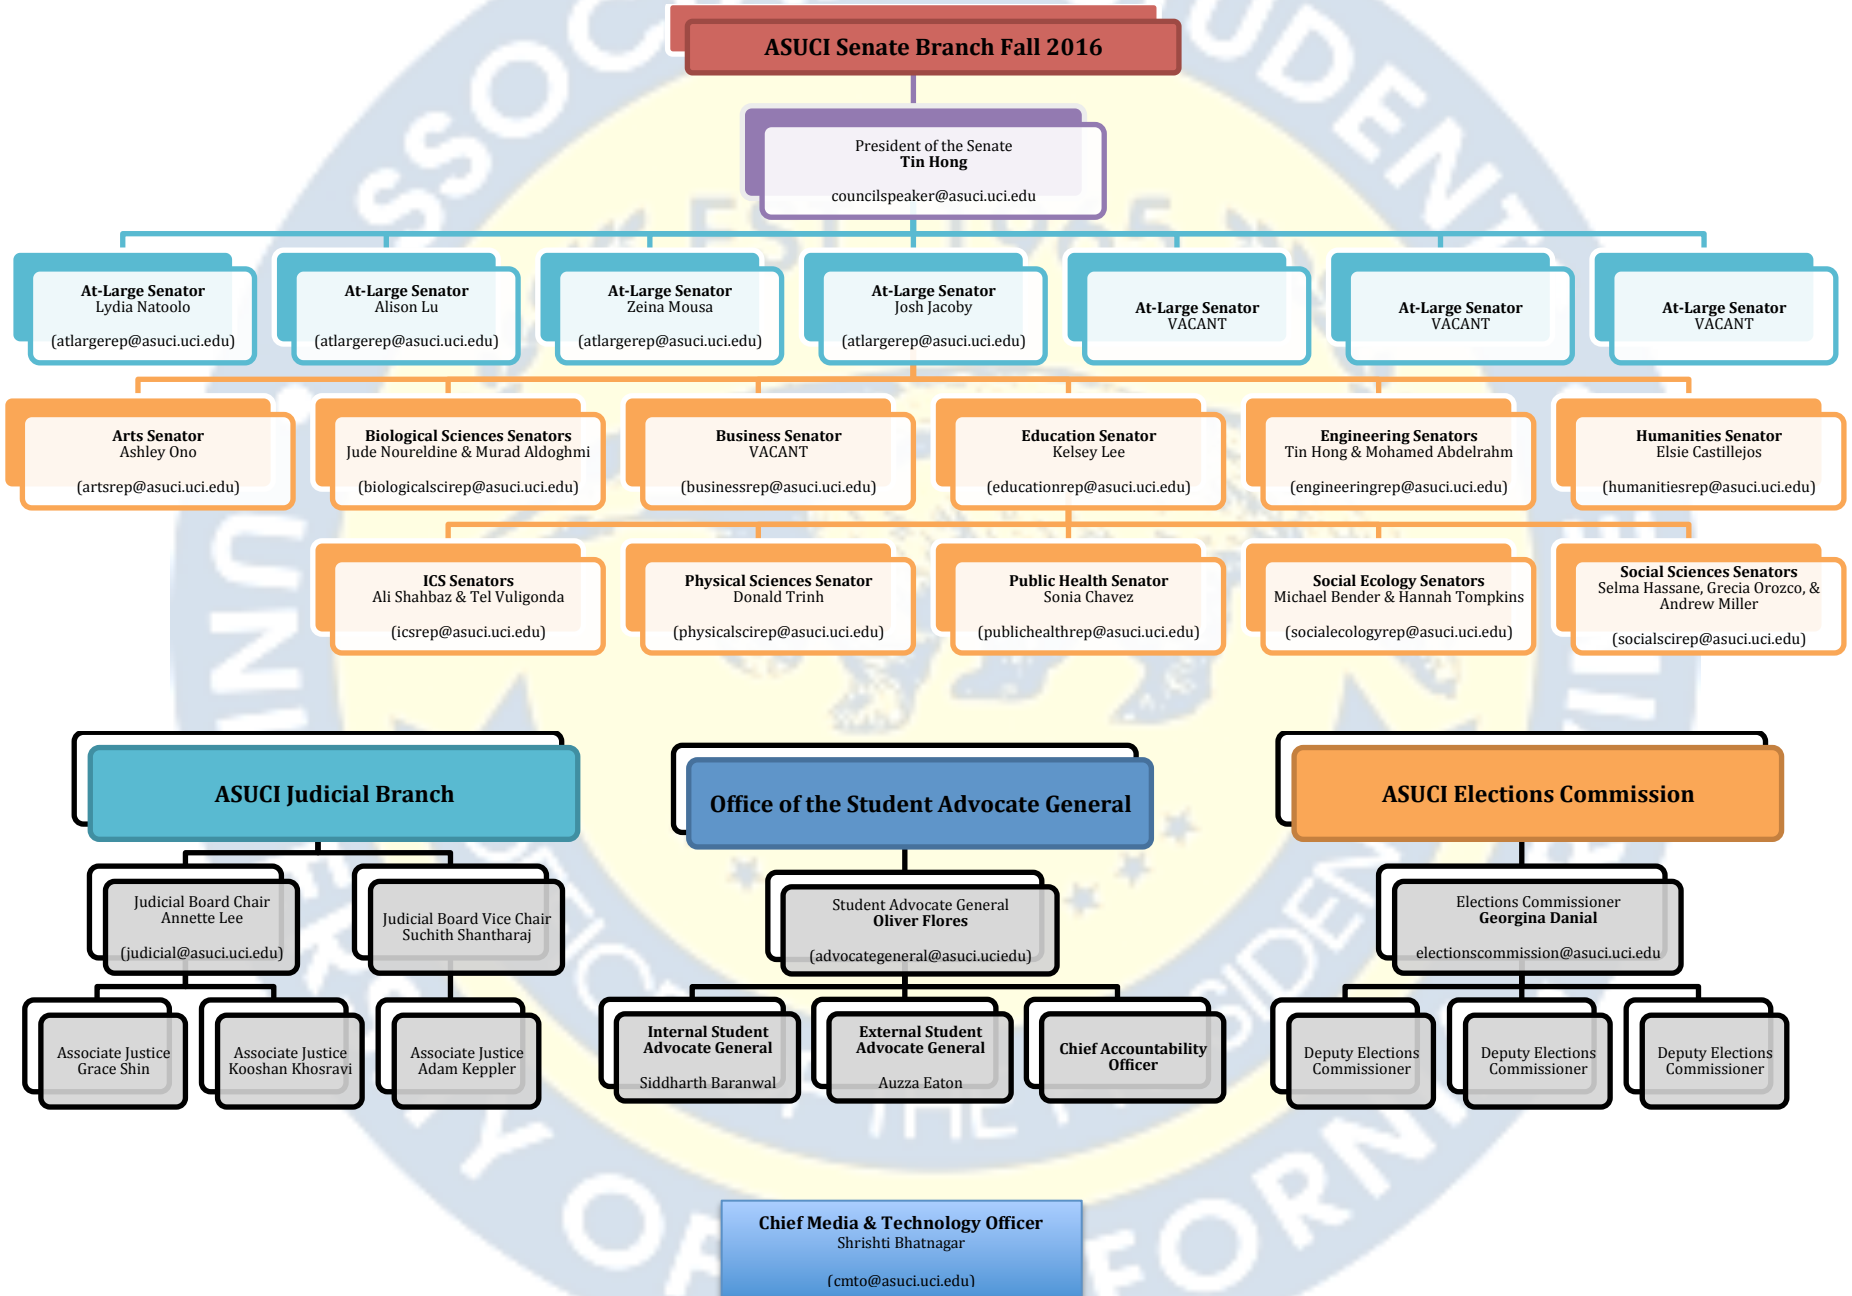 ASUCI Senate Branch Fall 2016
President of the Senate
Tin Hong
councilspeaker@asuci.uci.edu
At-Large Senator
Lydia Natoolo
(atlargerep@asuci.uci.edu)
At-Large Senator
Alison Lu
(atlargerep@asuci.uci.edu)
At-Large Senator
Zeina Mousa
(atlargerep@asuci.uci.edu)
At-Large Senator
Josh Jacoby
(atlargerep@asuci.uci.edu)
At-Large Senator
VACANT
At-Large Senator
VACANT
At-Large Senator
VACANT
Arts Senator
Ashley Ono
(artsrep@asuci.uci.edu)
Biological Sciences Senators
Jude Noureldine & Murad Aldoghmi
(biologicalscirep@asuci.uci.edu)
Business Senator
VACANT
(businessrep@asuci.uci.edu)
Education Senator
Kelsey Lee
(educationrep@asuci.uci.edu)
Engineering Senators
Tin Hong & Mohamed Abdelrahm
(engineeringrep@asuci.uci.edu)
Humanities Senator
Elsie Castillejos
(humanitiesrep@asuci.uci.edu)
ICS Senators
Ali Shahbaz & Tel Vuligonda
(icsrep@asuci.uci.edu)
Physical Sciences Senator
Donald Trinh
(physicalscirep@asuci.uci.edu)
Public Health Senator
Sonia Chavez
(publichealthrep@asuci.uci.edu)
Social Ecology Senators
Michael Bender & Hannah Tompkins
(socialecologyrep@asuci.uci.edu)
Social Sciences Senators
Selma Hassane, Grecia Orozco, &
Andrew Miller
(socialscirep@asuci.uci.edu)
ASUCI Judicial Branch
Judicial Board Chair
Annette Lee
(judicial@asuci.uci.edu)
Judicial Board Vice Chair
Suchith Shantharaj
Associate Justice
Grace Shin
Associate Justice
Kooshan Khosravi
Associate Justice
Adam Keppler
Office of the Student Advocate General
Student Advocate General
Oliver Flores
(advocategeneral@asuci.uciedu)
Internal Student
Advocate General
Siddharth Baranwal
External Student
Advocate General
Auzza Eaton
Chief Accountability
Officer
ASUCI Elections Commission
Elections Commissioner
Georgina Danial
electionscommission@asuci.uci.edu
Deputy Elections
Commissioner
Deputy Elections
Commissioner
Deputy Elections
Commissioner
Chief Media & Technology Officer
Shrishti Bhatnagar
(cmto@asuci.uci.edu)